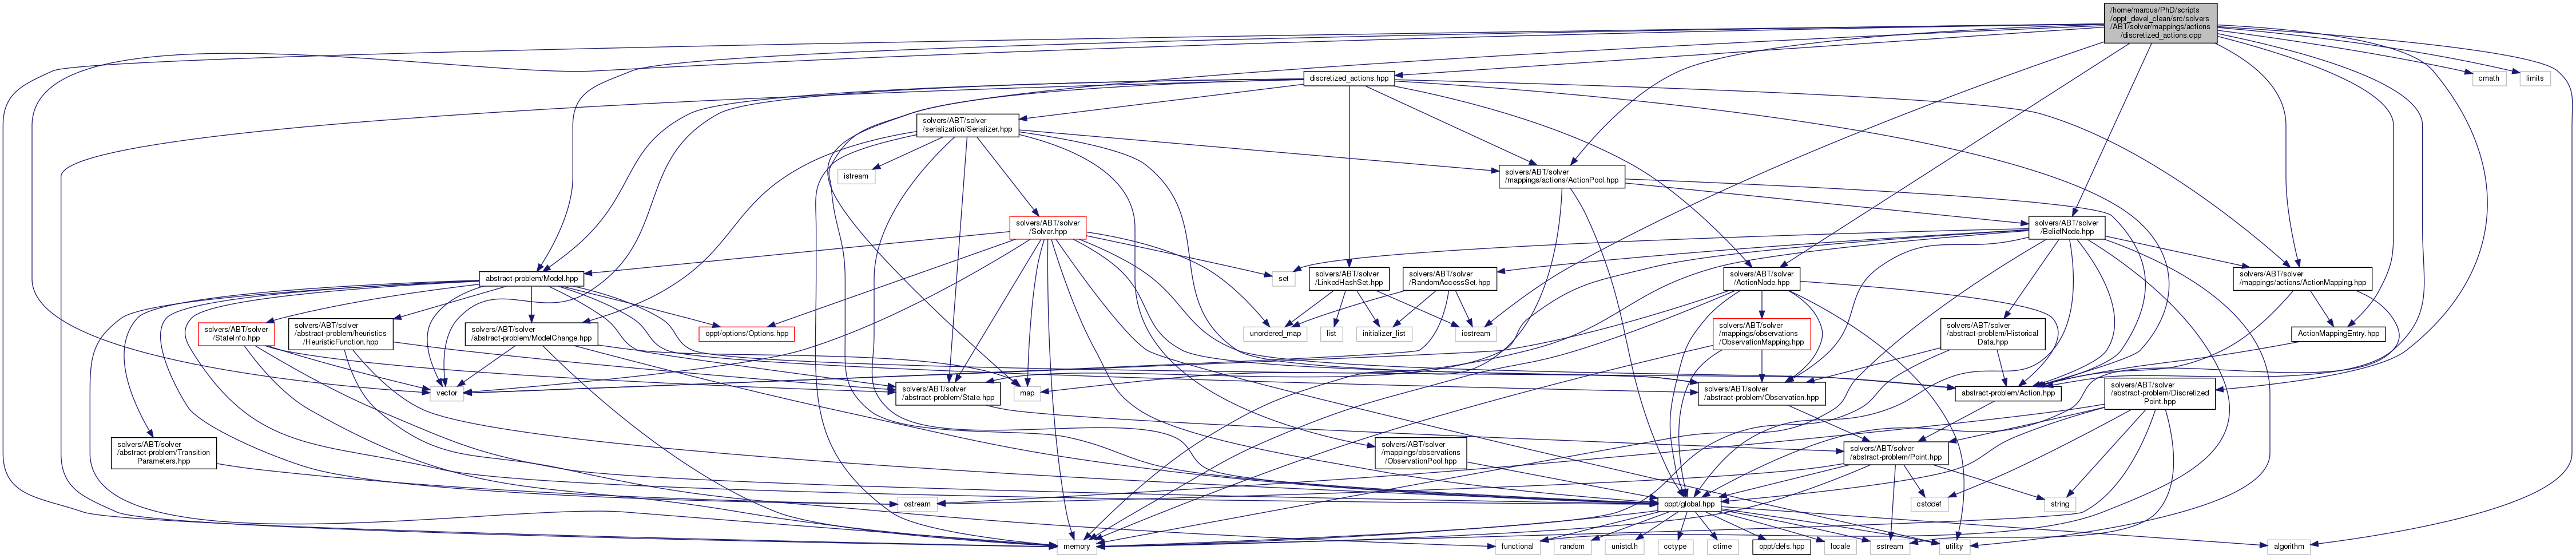 /home/marcus/PhD/scripts
/oppt_devel_clean/src/solvers
/ABT/solver/mappings/actions
/discretized_actions.cpp
discretized_actions.hpp
cmath
limits
solvers/ABT/solver
/serialization/Serializer.hpp
istream
solvers/ABT/solver
/mappings/actions/ActionPool.hpp
solvers/ABT/solver
/Solver.hpp
solvers/ABT/solver
/BeliefNode.hpp
abstract-problem/Model.hpp
set
solvers/ABT/solver
/LinkedHashSet.hpp
solvers/ABT/solver
/RandomAccessSet.hpp
solvers/ABT/solver
/ActionNode.hpp
solvers/ABT/solver
/mappings/actions/ActionMapping.hpp
solvers/ABT/solver
/StateInfo.hpp
solvers/ABT/solver
/abstract-problem/heuristics
/HeuristicFunction.hpp
solvers/ABT/solver
/abstract-problem/ModelChange.hpp
oppt/options/Options.hpp
unordered_map
list
initializer_list
iostream
solvers/ABT/solver
/mappings/observations
/ObservationMapping.hpp
solvers/ABT/solver
/abstract-problem/Historical
Data.hpp
ActionMappingEntry.hpp
vector
solvers/ABT/solver
/abstract-problem/State.hpp
map
solvers/ABT/solver
/abstract-problem/Observation.hpp
abstract-problem/Action.hpp
solvers/ABT/solver
/abstract-problem/Discretized
Point.hpp
solvers/ABT/solver
/abstract-problem/Transition
Parameters.hpp
solvers/ABT/solver
/mappings/observations
/ObservationPool.hpp
solvers/ABT/solver
/abstract-problem/Point.hpp
ostream
oppt/global.hpp
cstddef
string
memory
functional
random
unistd.h
cctype
ctime
oppt/defs.hpp
locale
sstream
utility
algorithm